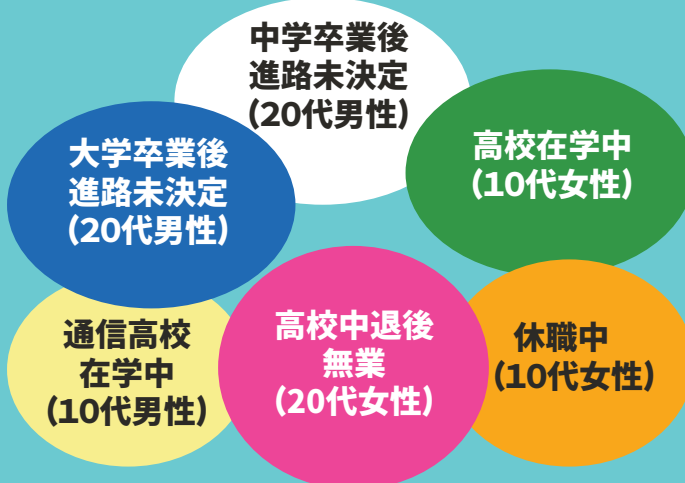 中学卒業後
進路未決定
(20代男性)
大学卒業後
進路未決定
(20代男性)
高校在学中
(10代女性)
通信高校
在学中
(10代男性)
高校中退後
無業
(20代女性)
休職中
(10代女性)